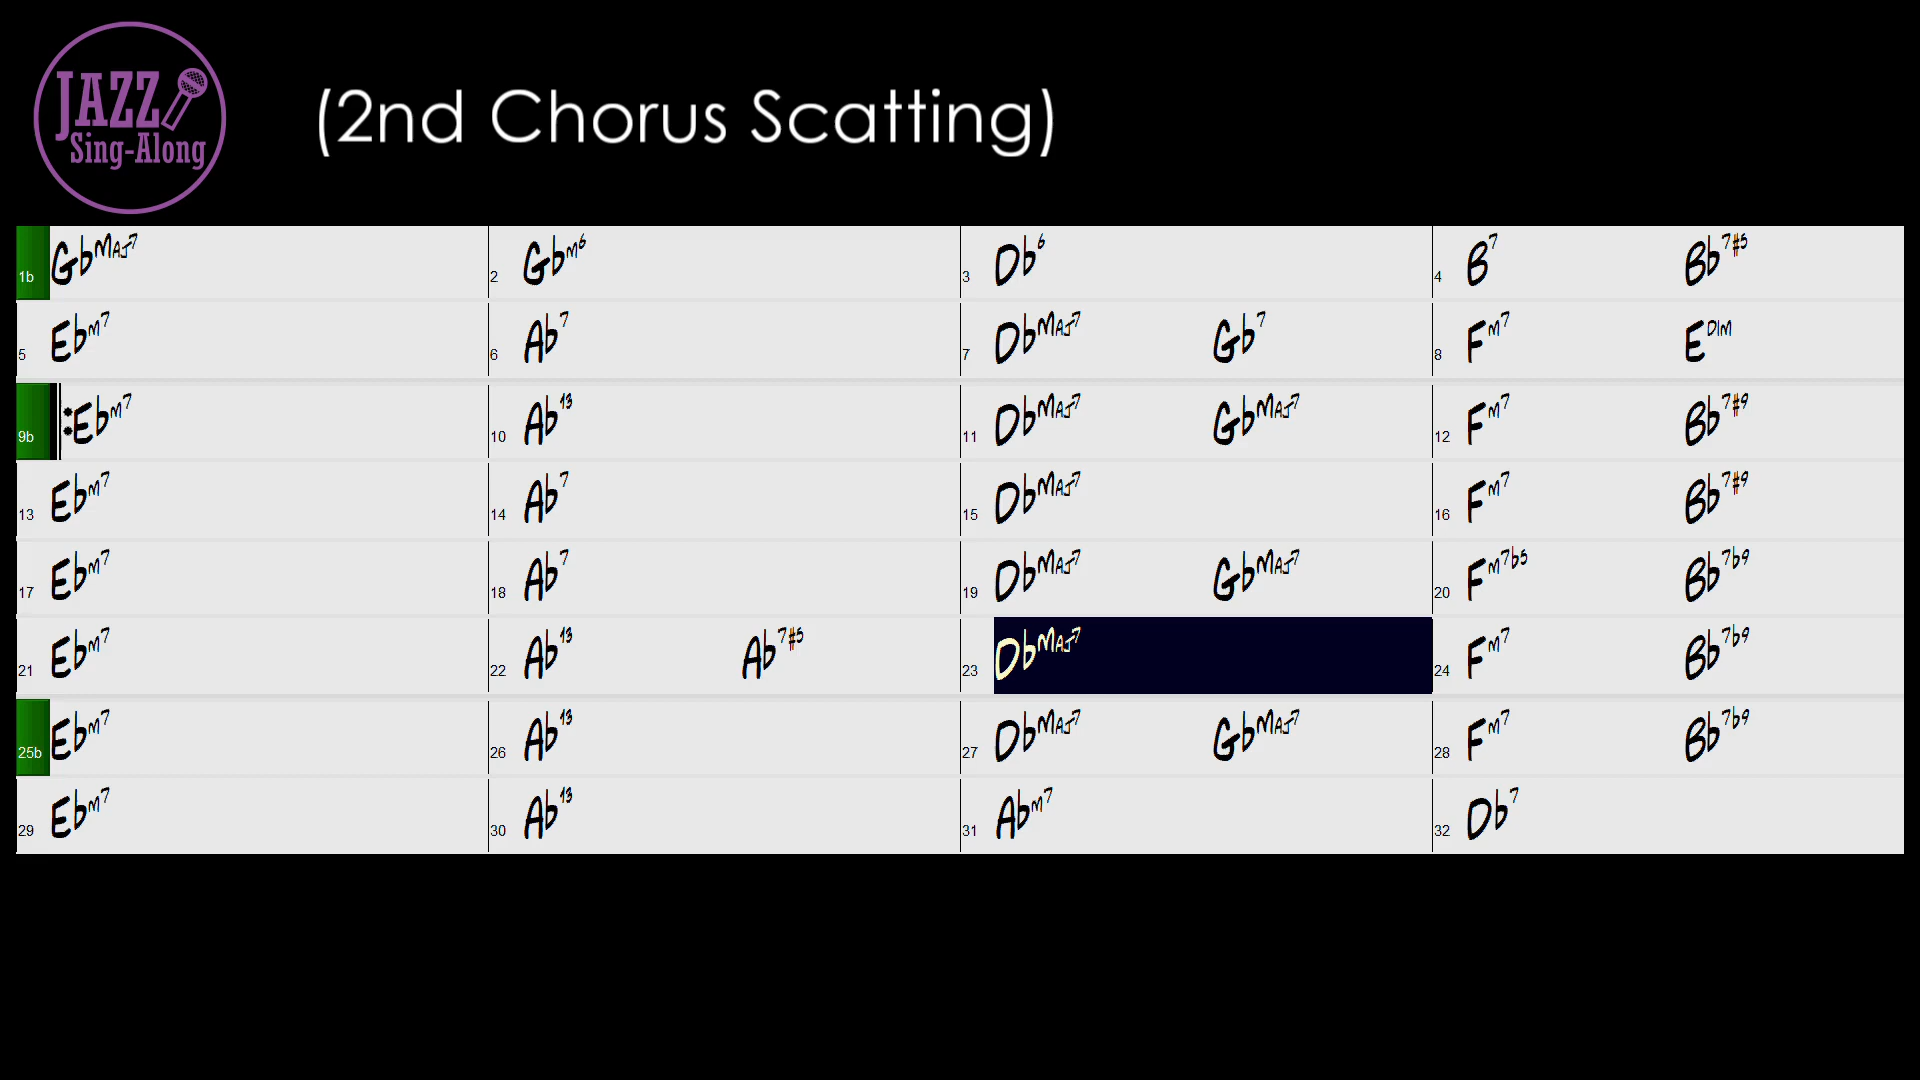 JAZZ
Sing-Along
(2nd Chorus Scatting)
1b GbMAJ7 2 Gbm6 3 Db6 4 B7 Bb7#5
5 Ebm7 6 Ab7 7 DbMAJ7 Gb7 8 Fm7 EDIM
9b :Ebm7 10 Ab13 11 DbMAJ7 GbMAJ7 12 Fm7 Bb7#9
13 Ebm7 14 Ab7 15 DbMAJ7 16 Fm7 Bb7#9
17 Ebm7 18 Ab7 19 DbMAJ7 GbMAJ7 20 Fm7b5 Bb7b9
21 Ebm7 22 Ab13 Ab7#5 23 DbMAJ7 24 Fm7 Bb7b9
25b Ebm7 26 Ab13 27 DbMAJ7 GbMAJ7 28 Fm7 Bb7b9
29 Ebm7 30 Ab13 31 Abm7 32 Db7